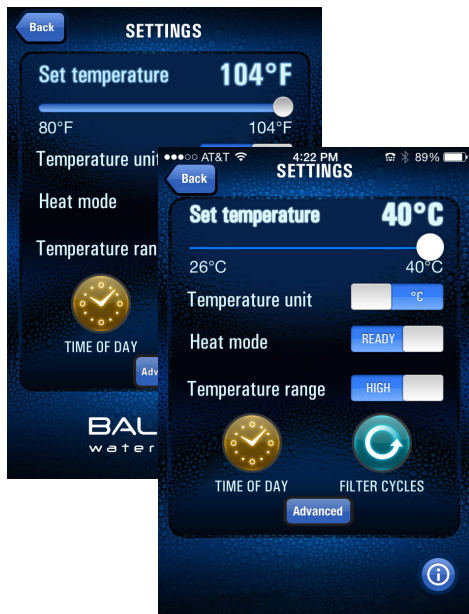 Back
SETTINGS
Set temperature 104°F
80°F 104°F
Temperature unit
Heat mode
Temperature ran
TIME OF DAY
Adv
BAL
water
AT&T 4:22 PM 89%
Back
SETTINGS
Set temperature 40°C
26°C 40°C
Temperature unit °C
Heat mode READY
Temperature range HIGH
TIME OF DAY FILTER CYCLES
Advanced